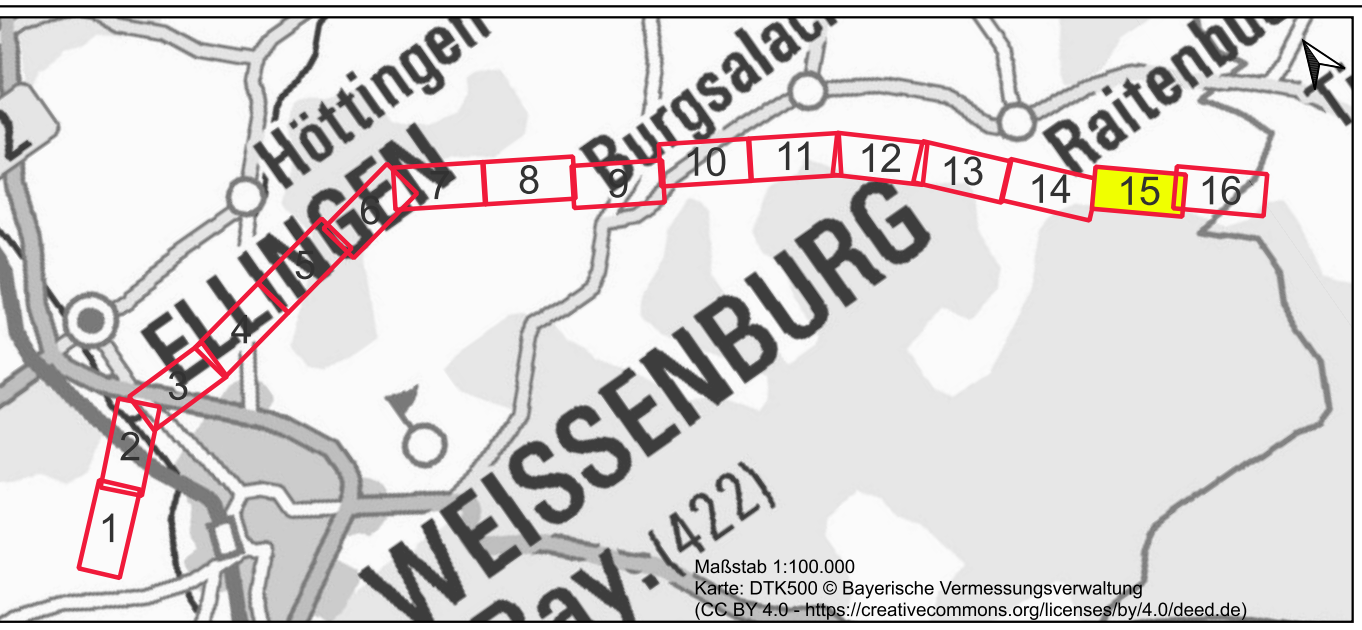 Höttingen
Burgsalach
Raitenbu
T
2
ELLINGEN
WEISSENBURG
Bay. (422)
1
2
3
4
5
6
7
8
9
10
11
12
13
14
15
16
Maßstab 1:100.000
Karte: DTK500 © Bayerische Vermessungsverwaltung
(CC BY 4.0 - https://creativecommons.org/licenses/by/4.0/deed.de)